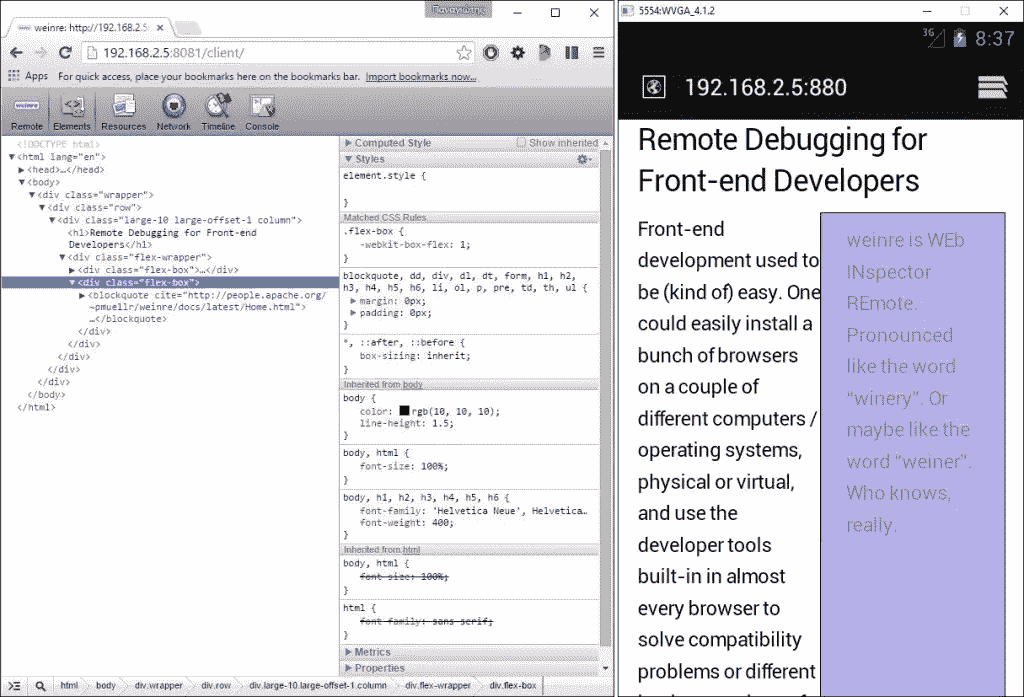 Παναγιώτης
weinre: http://192.168.2.5:
192.168.2.5:8081/client/
Apps For quick access, place your bookmarks here on the bookmarks bar. Import bookmarks now...
weinre
Remote Elements Resources Network Timeline Console
<!DOCTYPE html>
▼<html lang="en">
▶<head>…</head>
▼<body>
▼<div class="wrapper">
▼<div class="row">
▼<div class="large-10 large-offset-1 column">
<h1>Remote Debugging for Front-end
Developers</h1>
▼<div class="flex-wrapper">
▶<div class="flex-box">…</div>
▼<div class="flex-box">
▶<blockquote cite="http://people.apache.org/
~pmuellr/weinre/docs/latest/Home.html">
…</blockquote>
</div>
</div>
</div>
</div>
</div>
</body>
</html>
▶ Computed Style Show inherited
▼ Styles
element.style {
}
Matched CSS Rules
.flex-box {
-webkit-box-flex: 1;
}
blockquote, dd, div, dl, dt, form, h1, h2,
h3, h4, h5, h6, li, ol, p, pre, td, th, ul {
▶ margin: 0px;
▶ padding: 0px;
}
*, ::after, ::before {
box-sizing: inherit;
}
Inherited from body
body {
color: rgb(10, 10, 10);
line-height: 1.5;
}
body, html {
font-size: 100%;
}
body, h1, h2, h3, h4, h5, h6 {
font-family: 'Helvetica Neue', Helvetica…
font-weight: 400;
}
Inherited from html
body, html {
font-size: 100%;
}
html {
font-family: sans-serif;
}
▶ Metrics
▶ Properties
html body div.wrapper div.row div.large-10.large-offset-1.column div.flex-wrapper div.flex-box
5554:WVGA_4.1.2
3G 8:37
192.168.2.5:880
Remote Debugging for
Front-end Developers
Front-end
development used to
be (kind of) easy. One
could easily install a
bunch of browsers
on a couple of
different computers /
operating systems,
physical or virtual,
and use the
developer tools
built-in in almost
every browser to
solve compatibility
problems or different
weinre is WEb
INspector
REmote.
Pronounced
like the word
“winery”. Or
maybe like the
word “weiner”.
Who knows,
really.